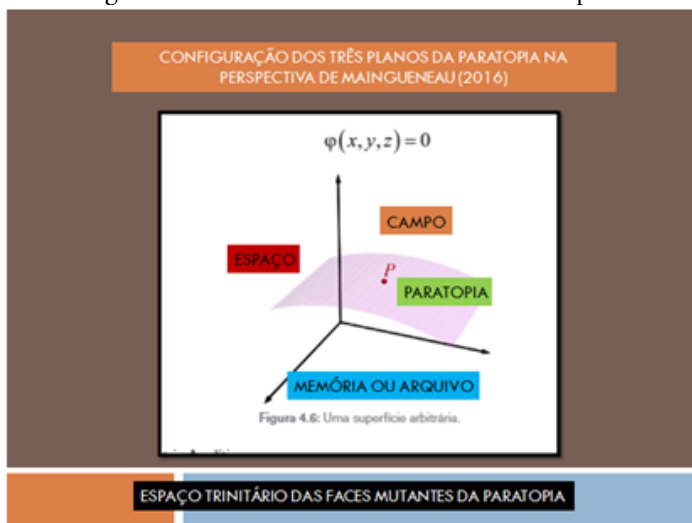 CONFIGURAÇÃO DOS TRÊS PLANOS DA PARATOPIA NA
PERSPECTIVA DE MAINGUENEAU (2016)
φ(x, y, z) = 0
CAMPO
ESPAÇO
P
PARATOPIA
MEMÓRIA OU ARQUIVO
Figura 4.6: Uma superfície arbitrária.
ESPAÇO TRINITÁRIO DAS FACES MUTANTES DA PARATOPIA